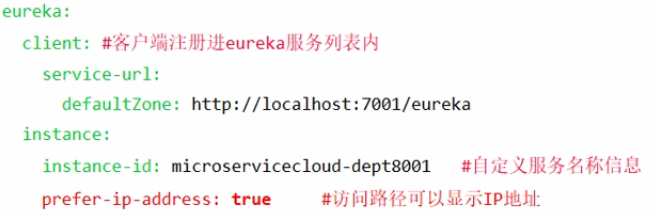 eureka:
  client: #客户端注册进eureka服务列表内
    service-url:
      defaultZone: http://localhost:7001/eureka
  instance:
    instance-id: microservicecloud-dept8001   #自定义服务名称信息
    prefer-ip-address: true     #访问路径可以显示IP地址